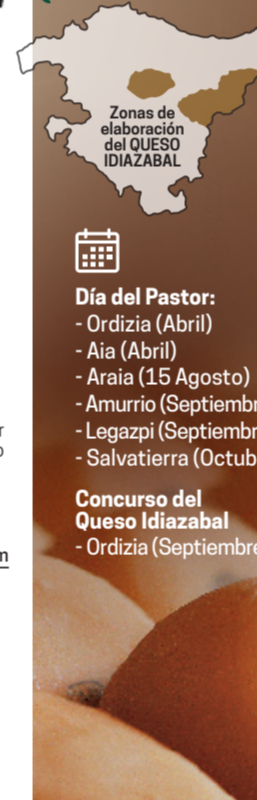 Zonas de
elaboración
del QUESO
IDIAZABAL
Día del Pastor:
- Ordizia (Abril)
- Aia (Abril)
- Araia (15 Agosto)
- Amurrio (Septiembr
- Legazpi (Septiembr
- Salvatierra (Octub
Concurso del
Queso Idiazabal
- Ordizia (Septiembre